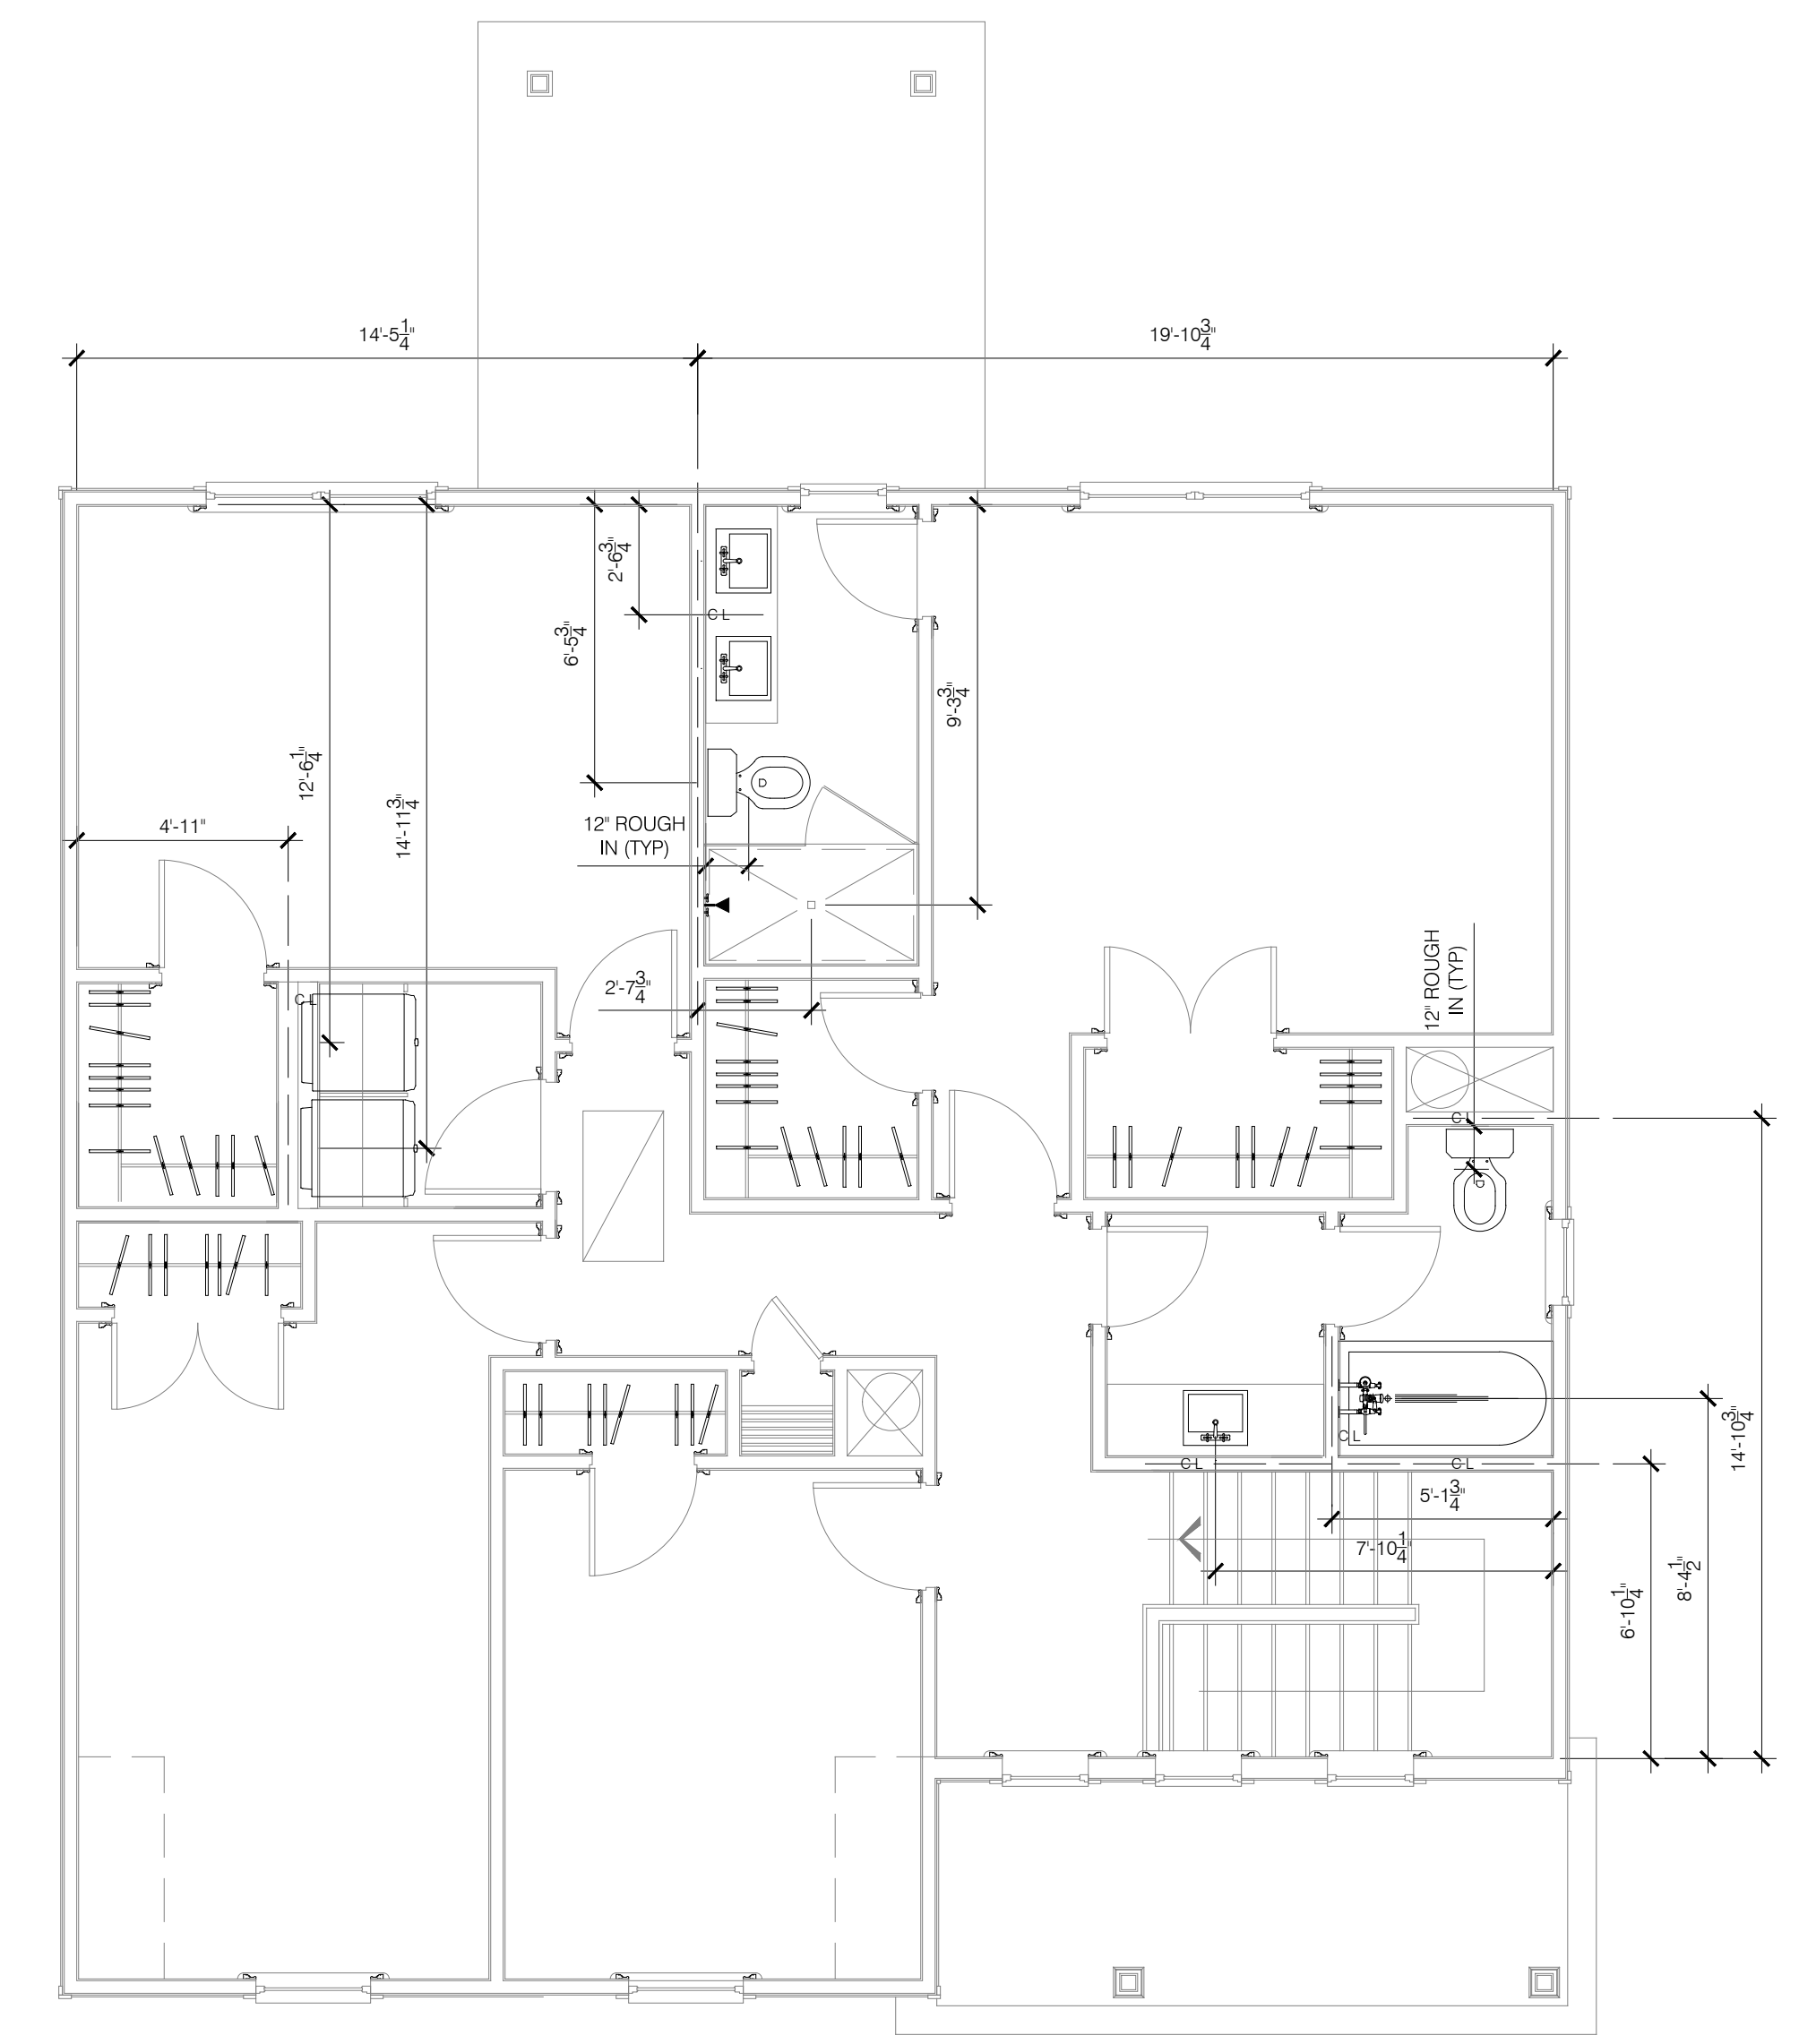 14'-5 1/4"
19'-10 3/4"
2'-6 3/4"
C L
6'-5 3/4"
9'-3 3/4"
12'-6 1/4"
14'-11 3/4"
4'-11"
12" ROUGH
IN (TYP)
12" ROUGH
IN (TYP)
2'-7 3/4"
C L
C L
C L
C L
C L
5'-1 3/4"
7'-10 1/4"
14'-10 3/4"
8'-4 1/2"
6'-10 1/4"